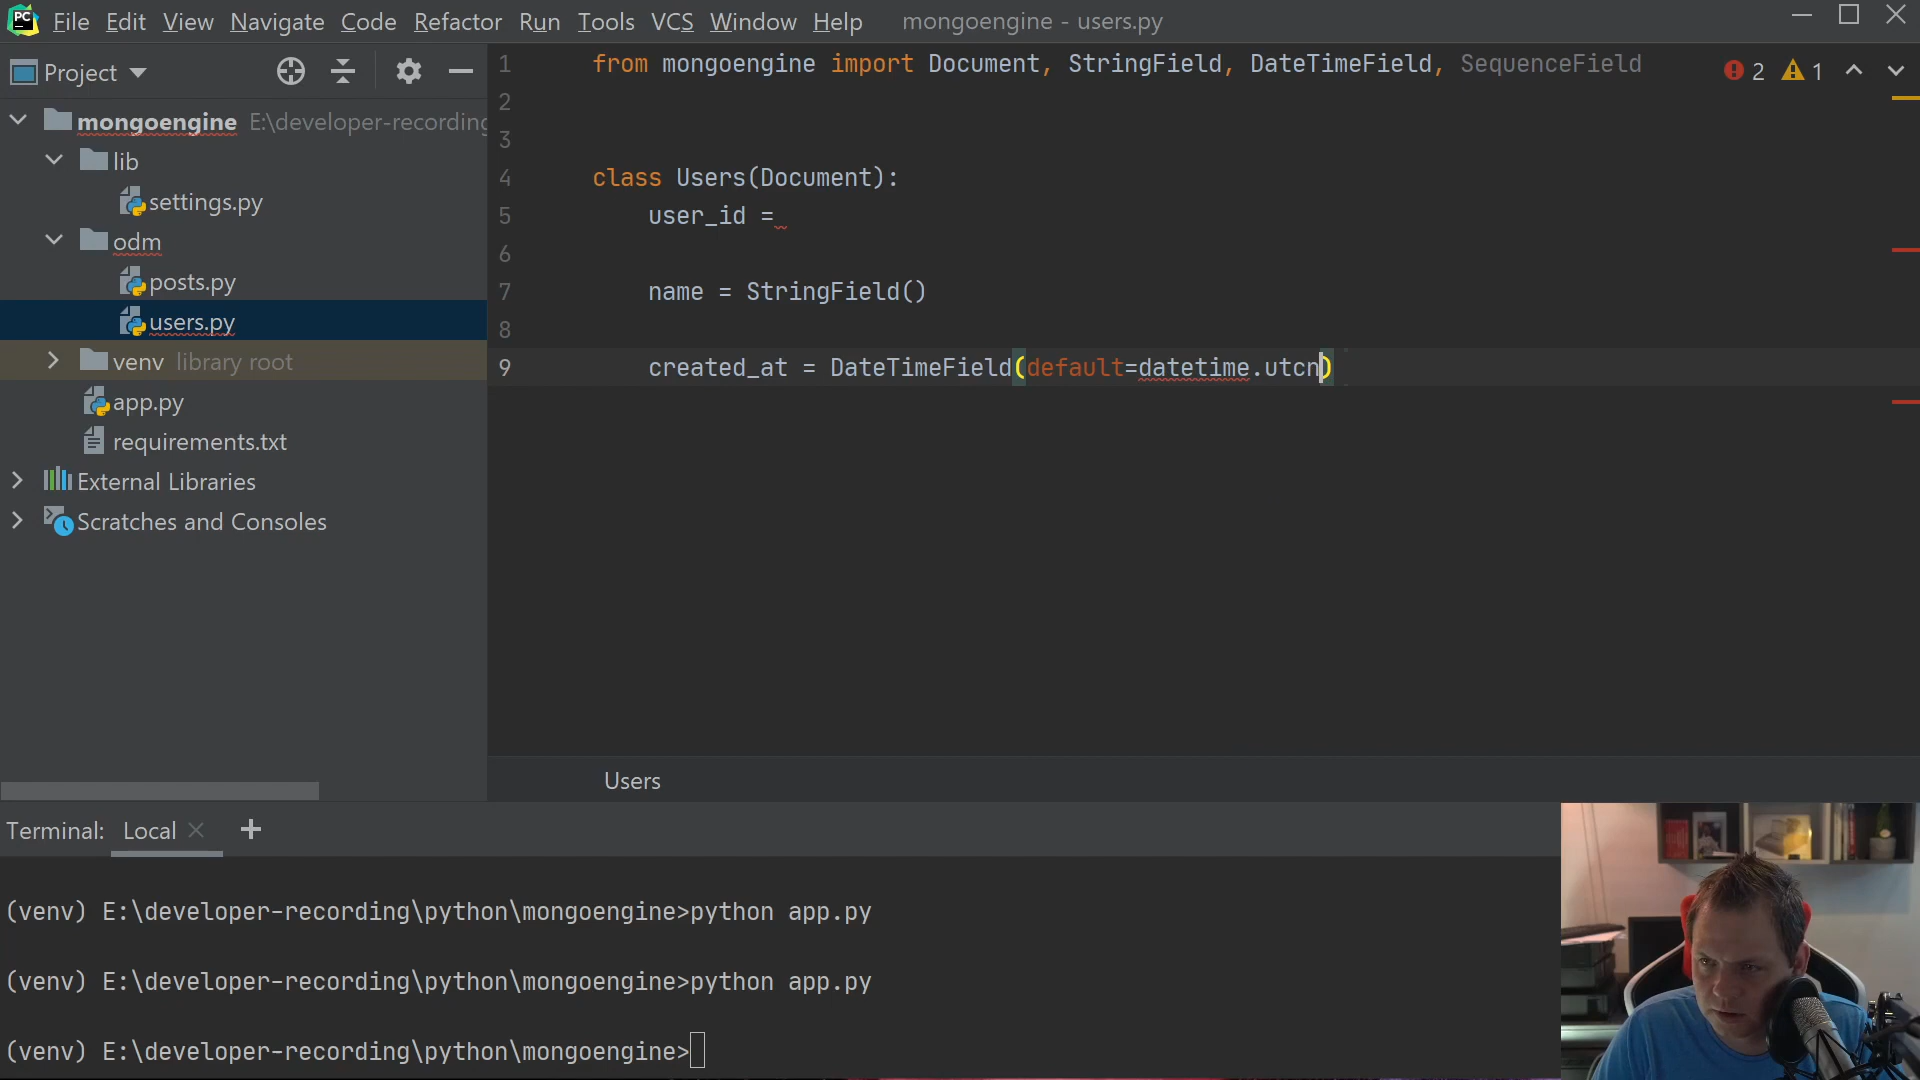 File Edit View Navigate Code Refactor Run Tools VCS Window Help mongoengine - users.py
Project
mongoengine E:\developer-recording
lib
settings.py
odm
posts.py
users.py
venv library root
app.py
requirements.txt
External Libraries
Scratches and Consoles
2 1
1 from mongoengine import Document, StringField, DateTimeField, SequenceField
2
3
4 class Users(Document):
5 user_id =
6
7 name = StringField()
8
9 created_at = DateTimeField(default=datetime.utcn)
Users
Terminal: Local
(venv) E:\developer-recording\python\mongoengine>python app.py
(venv) E:\developer-recording\python\mongoengine>python app.py
(venv) E:\developer-recording\python\mongoengine>